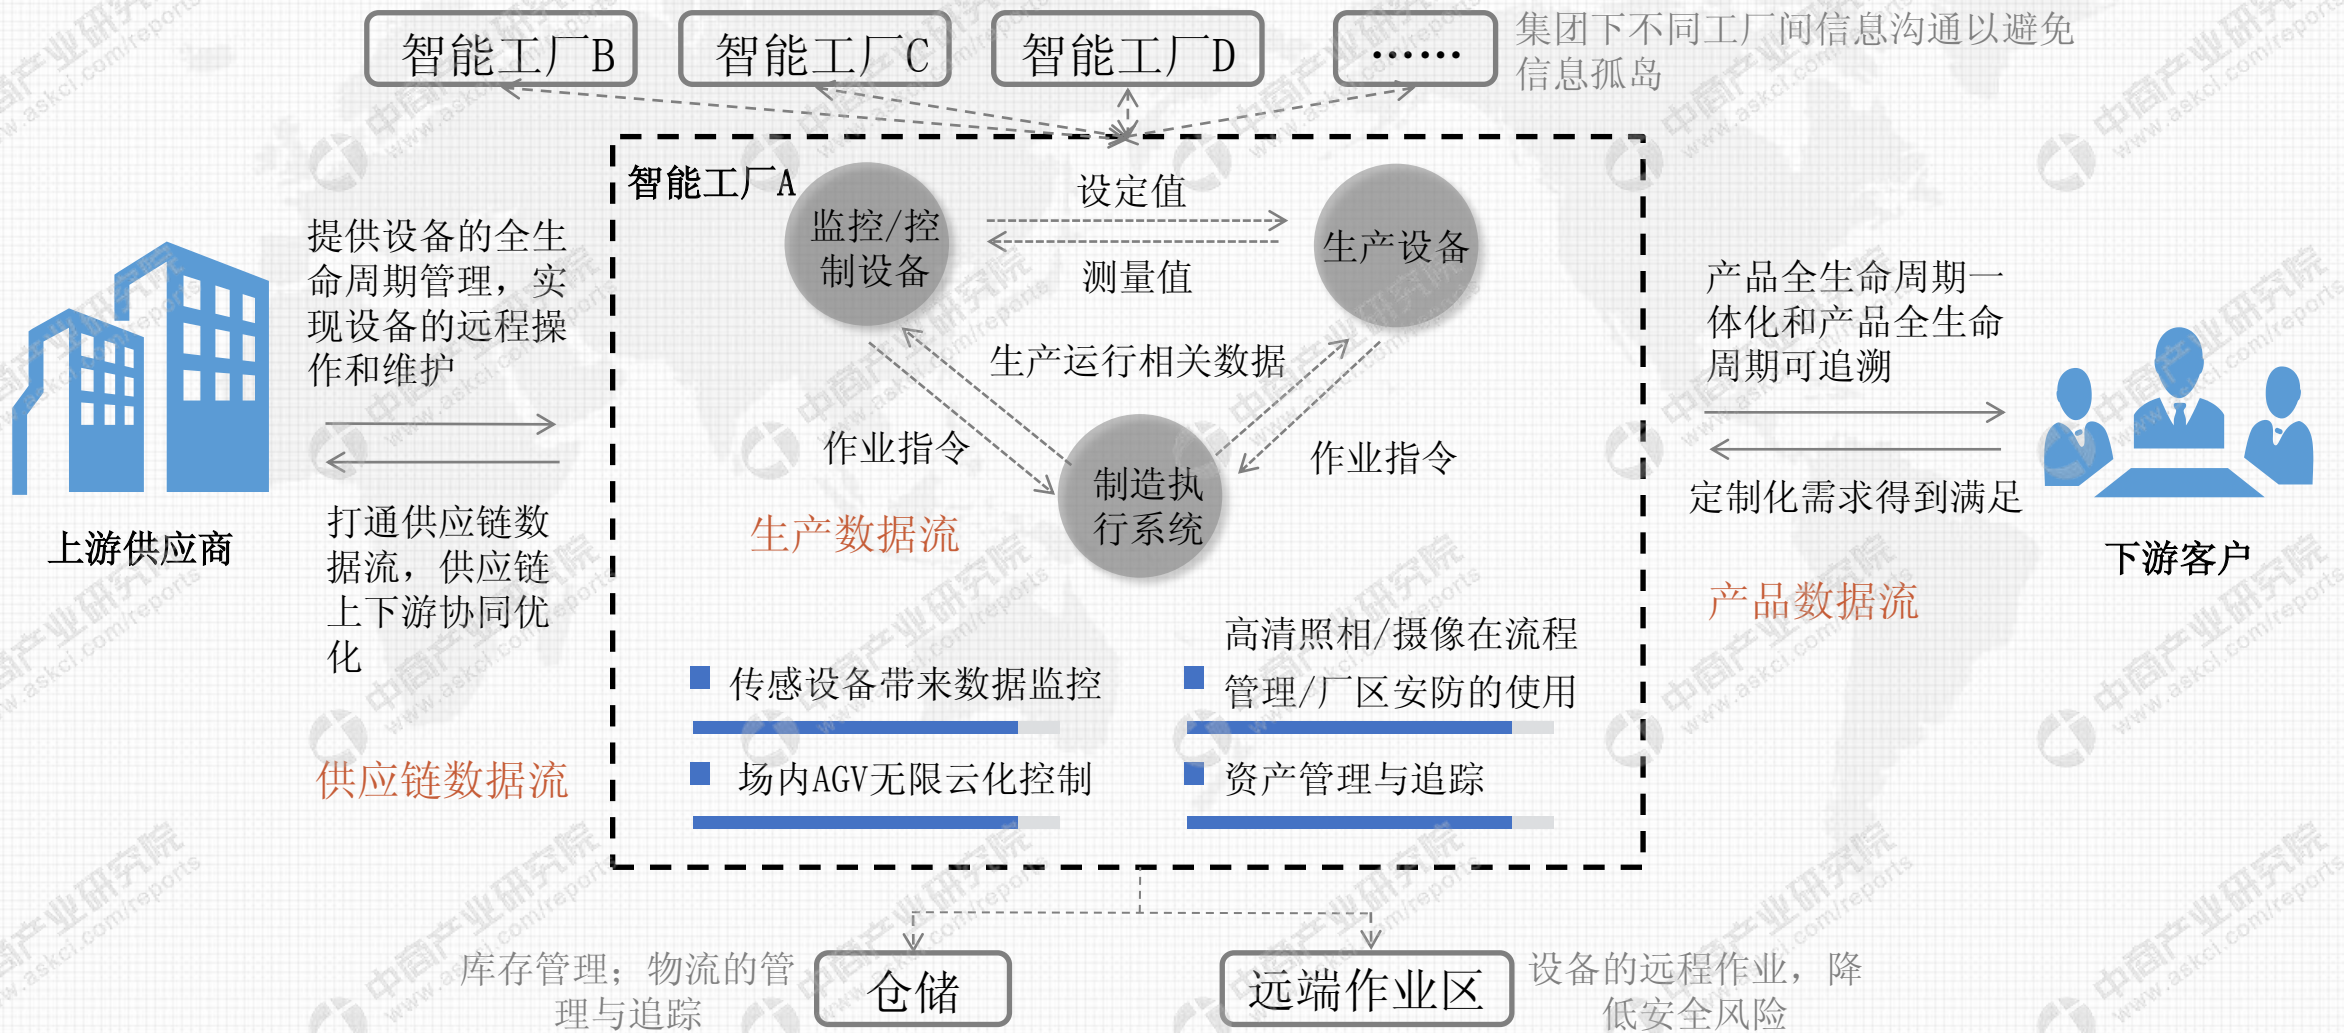 智能工厂B
智能工厂C
智能工厂D
……
集团下不同工厂间信息沟通以避免
信息孤岛
智能工厂A
监控/控
制设备
设定值
测量值
生产设备
生产运行相关数据
作业指令
作业指令
制造执
行系统
生产数据流
提供设备的全生
命周期管理，实
现设备的远程操
作和维护
上游供应商
打通供应链数
据流，供应链
上下游协同优
化
供应链数据流
产品全生命周期一
体化和产品全生命
周期可追溯
定制化需求得到满足
下游客户
产品数据流
传感设备带来数据监控
高清照相/摄像在流程
管理/厂区安防的使用
场内AGV无限云化控制
资产管理与追踪
库存管理；物流的管
理与追踪
仓储
远端作业区
设备的远程作业，降
低安全风险
中商产业研究院
www.askci.com/reports